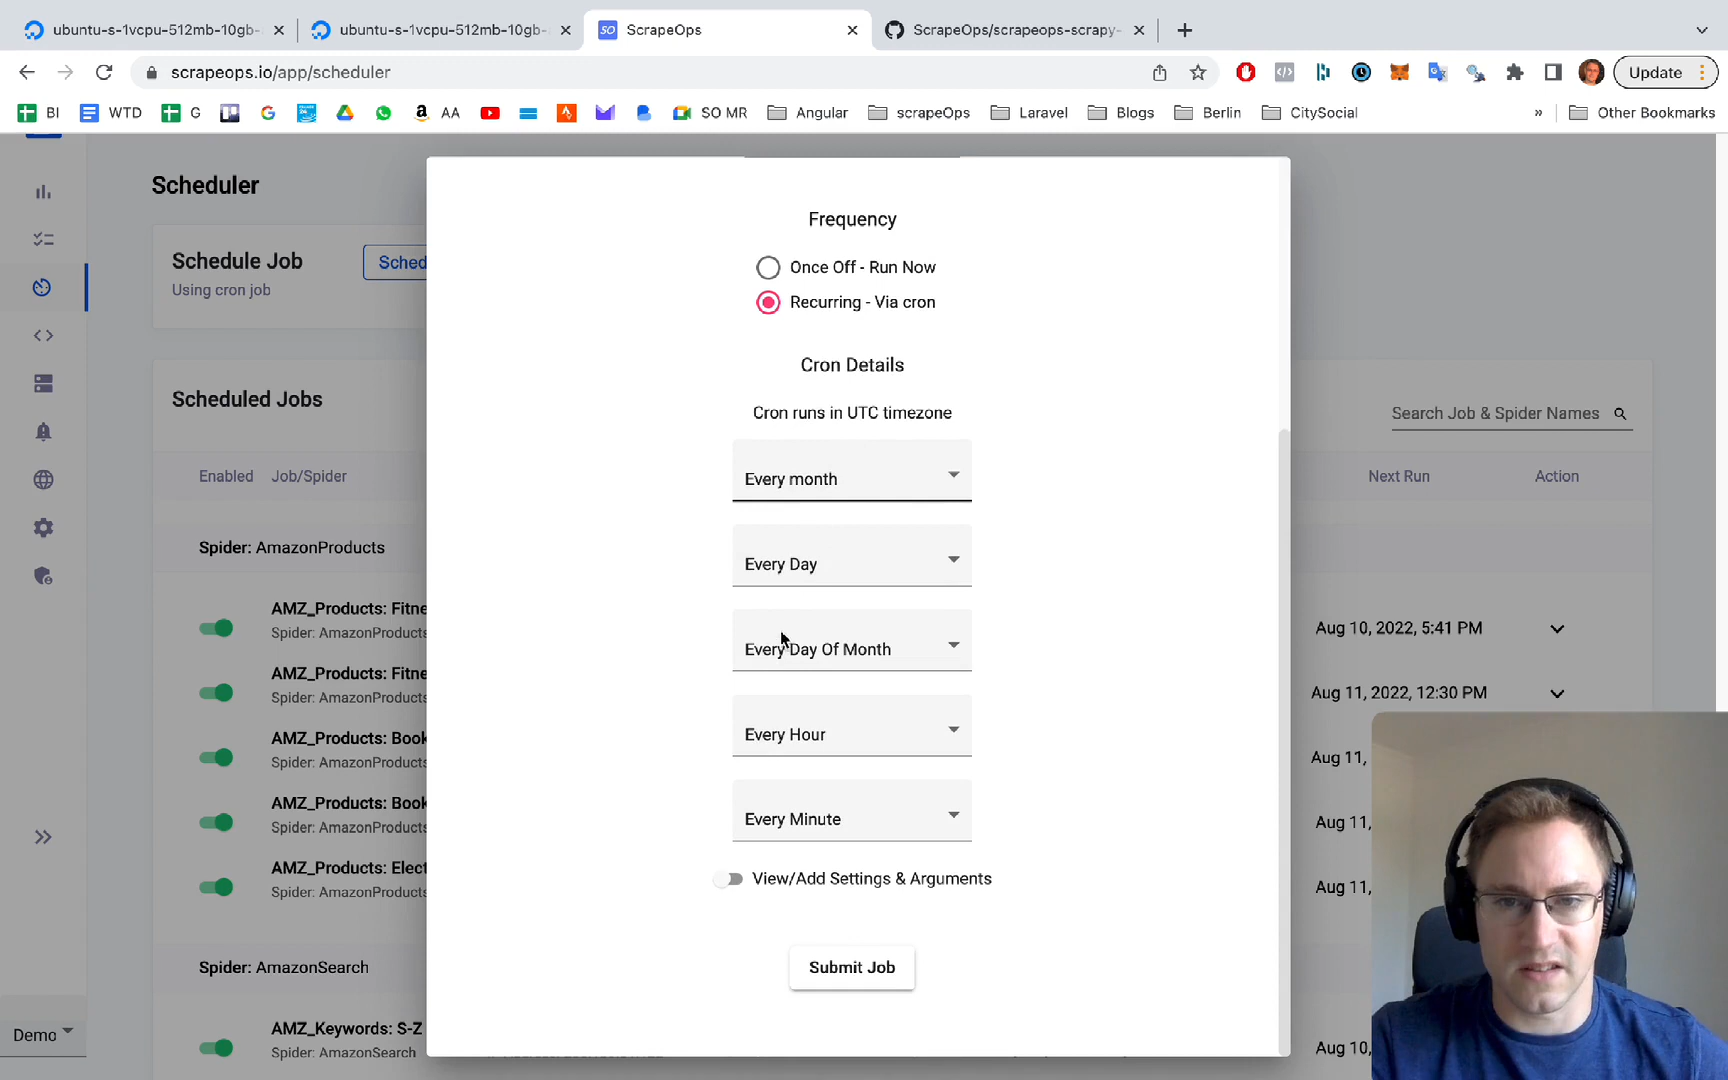 ubuntu-s-1vcpu-512mb-10gb-
ubuntu-s-1vcpu-512mb-10gb-
SO ScrapeOps
ScrapeOps/scrapeops-scrapy-
scrapeops.io/app/scheduler
Update
BI
WTD
G
AA
SO MR
Angular
scrapeOps
Laravel
Blogs
Berlin
CitySocial
»
Other Bookmarks
Scheduler
Schedule Job
Sched
Using cron job
Scheduled Jobs
Search Job & Spider Names
Enabled
Job/Spider
Next Run
Action
Spider: AmazonProducts
AMZ_Products: Fitne
Spider: AmazonProducts
Aug 10, 2022, 5:41 PM
AMZ_Products: Fitne
Spider: AmazonProducts
Aug 11, 2022, 12:30 PM
AMZ_Products: Book
Spider: AmazonProducts
Aug 11,
AMZ_Products: Book
Spider: AmazonProducts
Aug 11,
AMZ_Products: Elect
Spider: AmazonProducts
Aug 11,
Spider: AmazonSearch
AMZ_Keywords: S-Z
Spider: AmazonSearch
Aug 10,
Demo
Frequency
Once Off - Run Now
Recurring - Via cron
Cron Details
Cron runs in UTC timezone
Every month
Every Day
Every Day Of Month
Every Hour
Every Minute
View/Add Settings & Arguments
Submit Job